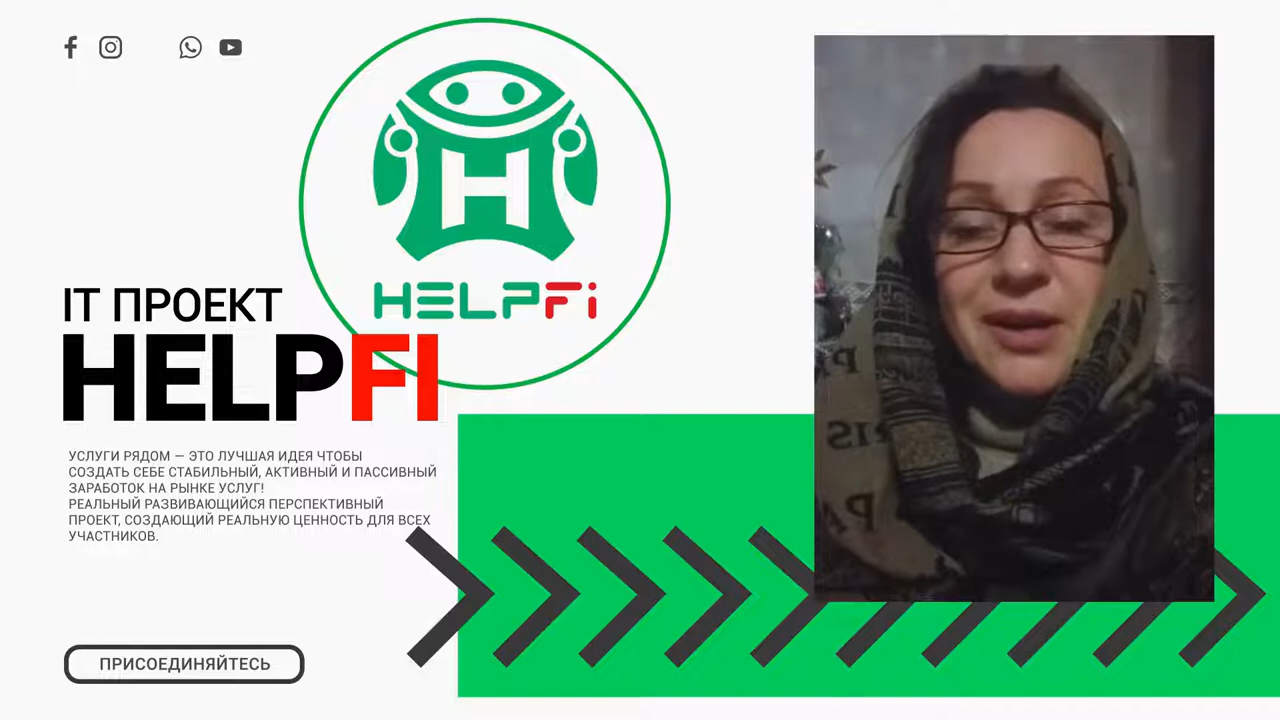 H
HELPFi
IT ПРОЕКТ
HELPFI
УСЛУГИ РЯДОМ — ЭТО ЛУЧШАЯ ИДЕЯ ЧТОБЫ
СОЗДАТЬ СЕБЕ СТАБИЛЬНЫЙ, АКТИВНЫЙ И ПАССИВНЫЙ
ЗАРАБОТОК НА РЫНКЕ УСЛУГ!
РЕАЛЬНЫЙ РАЗВИВАЮЩИЙСЯ ПЕРСПЕКТИВНЫЙ
ПРОЕКТ, СОЗДАЮЩИЙ РЕАЛЬНУЮ ЦЕННОСТЬ ДЛЯ ВСЕХ
УЧАСТНИКОВ.
ПРИСОЕДИНЯЙТЕСЬ